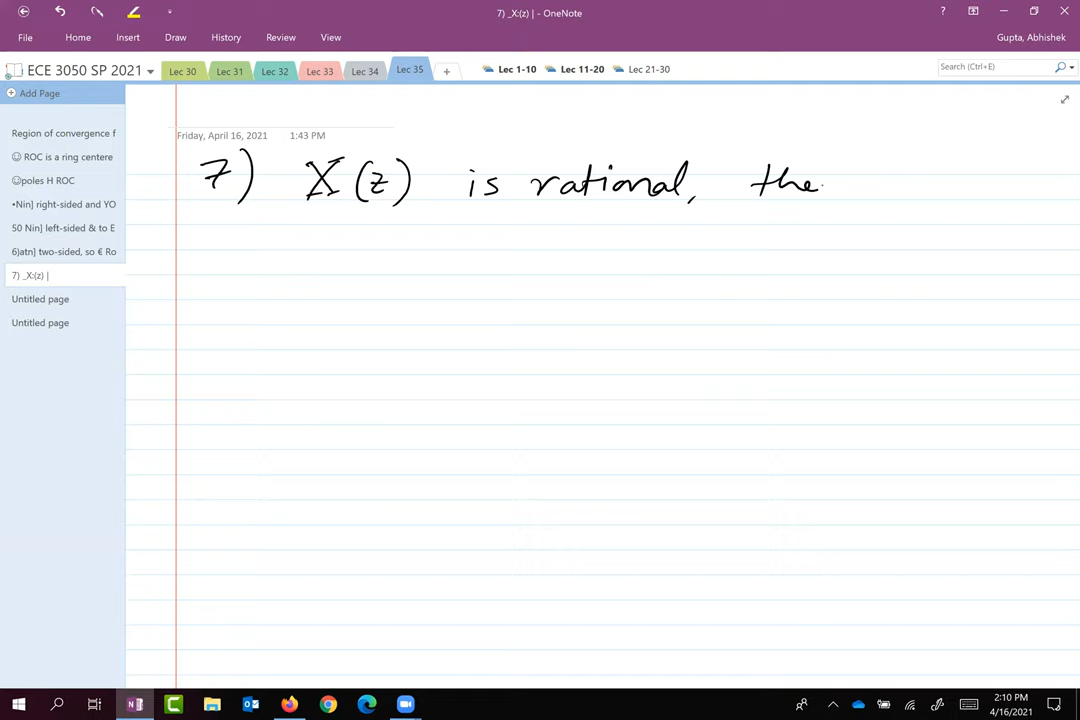 7) _X:(z) | - OneNote
File Home Insert Draw History Review View
Gupta, Abhishek
ECE 3050 SP 2021
Lec 30 Lec 31 Lec 32 Lec 33 Lec 34 Lec 35 +
Lec 1-10 Lec 11-20 Lec 21-30
Search (Ctrl+E)
Add Page
Region of convergence f
☺ ROC is a ring centere
☺poles H ROC
•Nin] right-sided and YO
50 Nin] left-sided & to E
6)atn] two-sided, so € Ro
7) _X:(z) |
Untitled page
Untitled page
Friday, April 16, 2021 1:43 PM
7) X(z) is rational, the
2:10 PM
4/16/2021